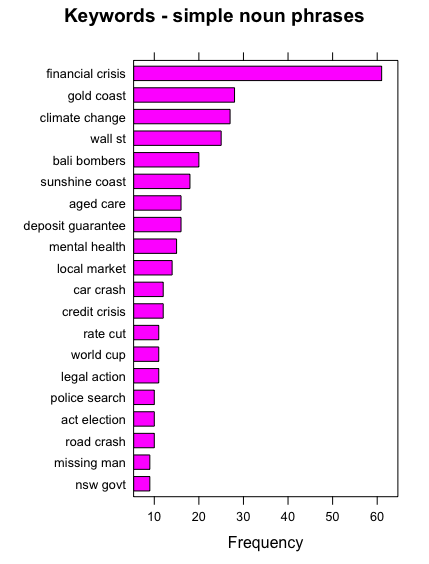 Keywords - simple noun phrases
financial crisis
gold coast
climate change
wall st
bali bombers
sunshine coast
aged care
deposit guarantee
mental health
local market
car crash
credit crisis
rate cut
world cup
legal action
police search
act election
road crash
missing man
nsw govt
10 20 30 40 50 60
Frequency